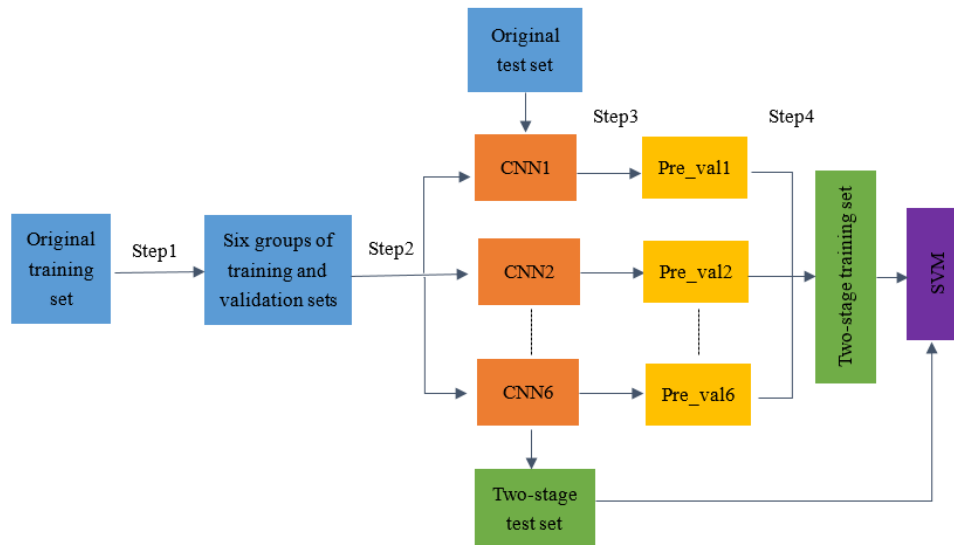 Original
test set
Step3
Step4
CNN1
Pre_val1
Original
training
set
Step1
Six groups of
training and
validation sets
Step2
CNN2
Pre_val2
Two-stage training set
SVM
CNN6
Pre_val6
Two-stage
test set